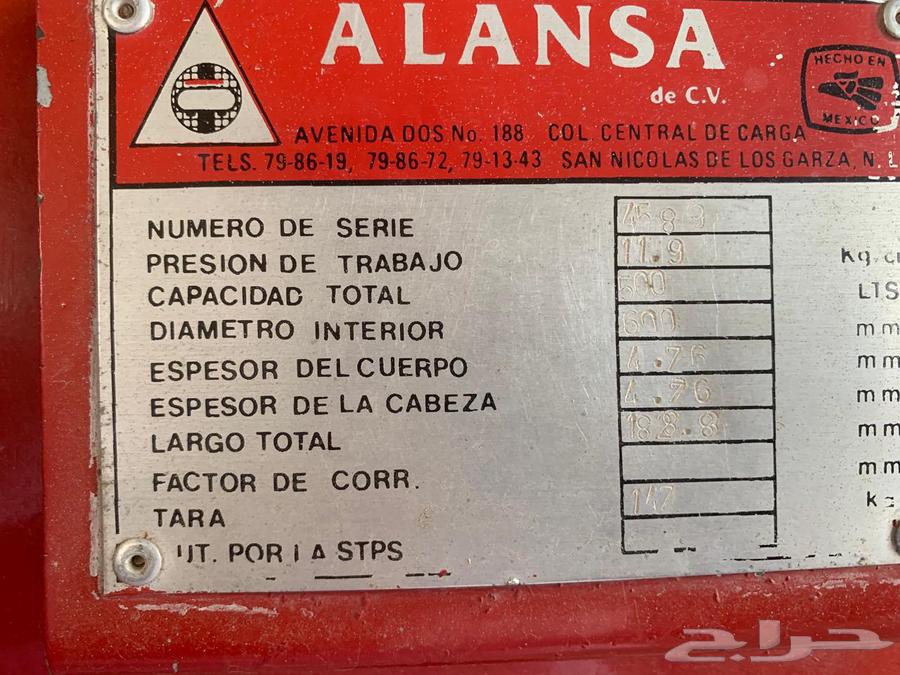 ALANSA
de C.V.
HECHO EN
MEXICO
AVENIDA DOS No. 188 COL. CENTRAL DE CARGA
TELS. 79-86-19, 79-86-72, 79-13-43 SAN NICOLAS DE LOS GARZA, N. L
NUMERO DE SERIE
PRESION DE TRABAJO 11.9
CAPACIDAD TOTAL 500 LTS
DIAMETRO INTERIOR 600 mm
ESPESOR DEL CUERPO 4.76 mm
ESPESOR DE LA CABEZA 4.76 mm
LARGO TOTAL mm
FACTOR DE CORR. mm
TARA 147
UT. POR LA STPS
حراج